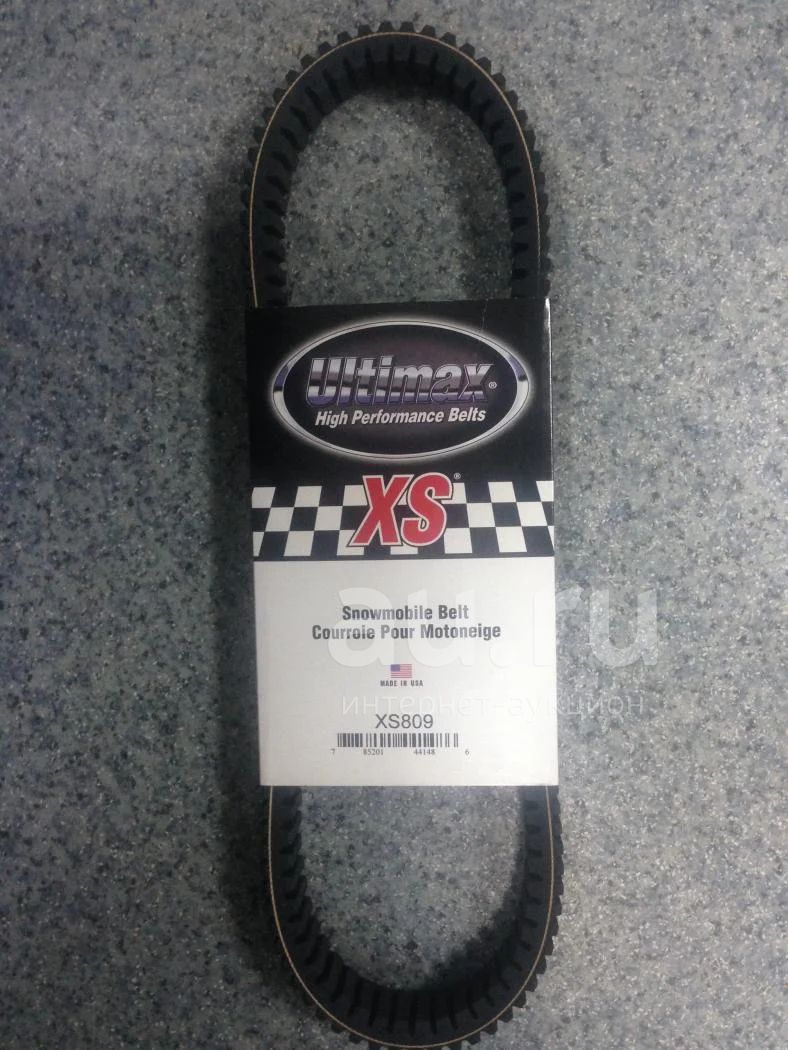 Ultimax®
High Performance Belts
XS®
Snowmobile Belt
Courroie Pour Motoneige
au.ru
MADE IN USA
интернет-аукцион
XS809
7 85201 44148 6